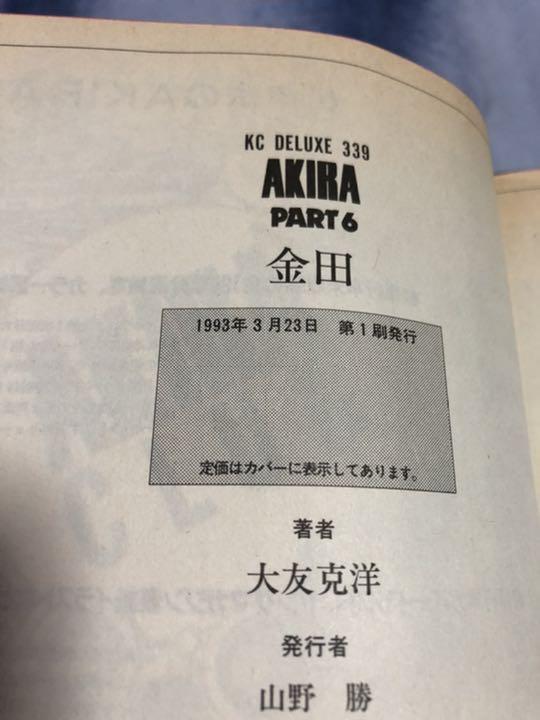 KC DELUXE 339
AKIRA
PART6
金田
1993年3月23日 第1刷発行
定価はカバーに表示してあります。
著者
大友克洋
発行者
山野 勝